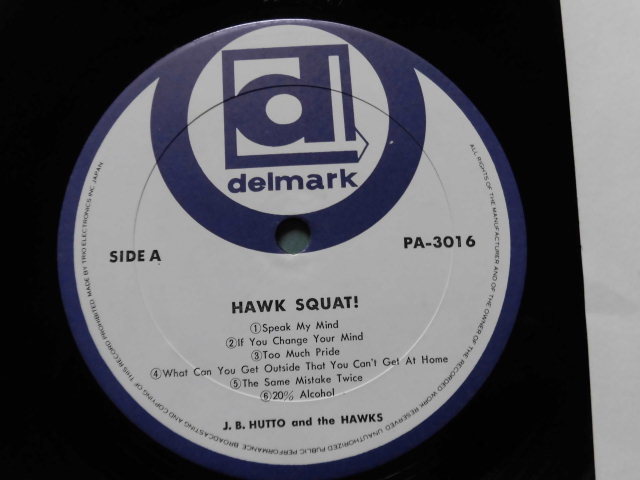 d
delmark
SIDE A
PA-3016
HAWK SQUAT!
①Speak My Mind
②If You Change Your Mind
③Too Much Pride
④What Can You Get Outside That You Can't Get At Home
⑤The Same Mistake Twice
⑥20% Alcohol
J. B. HUTTO and the HAWKS
ALL RIGHTS OF THE MANUFACTURER AND OF THE OWNER OF THE RECORDED WORK RESERVED UNAUTHORIZED PUBLIC PERFORMANCE, BROADCASTING AND COPYING OF THIS RECORD PROHIBITED. MADE BY TRIO ELECTRONICS INC JAPAN